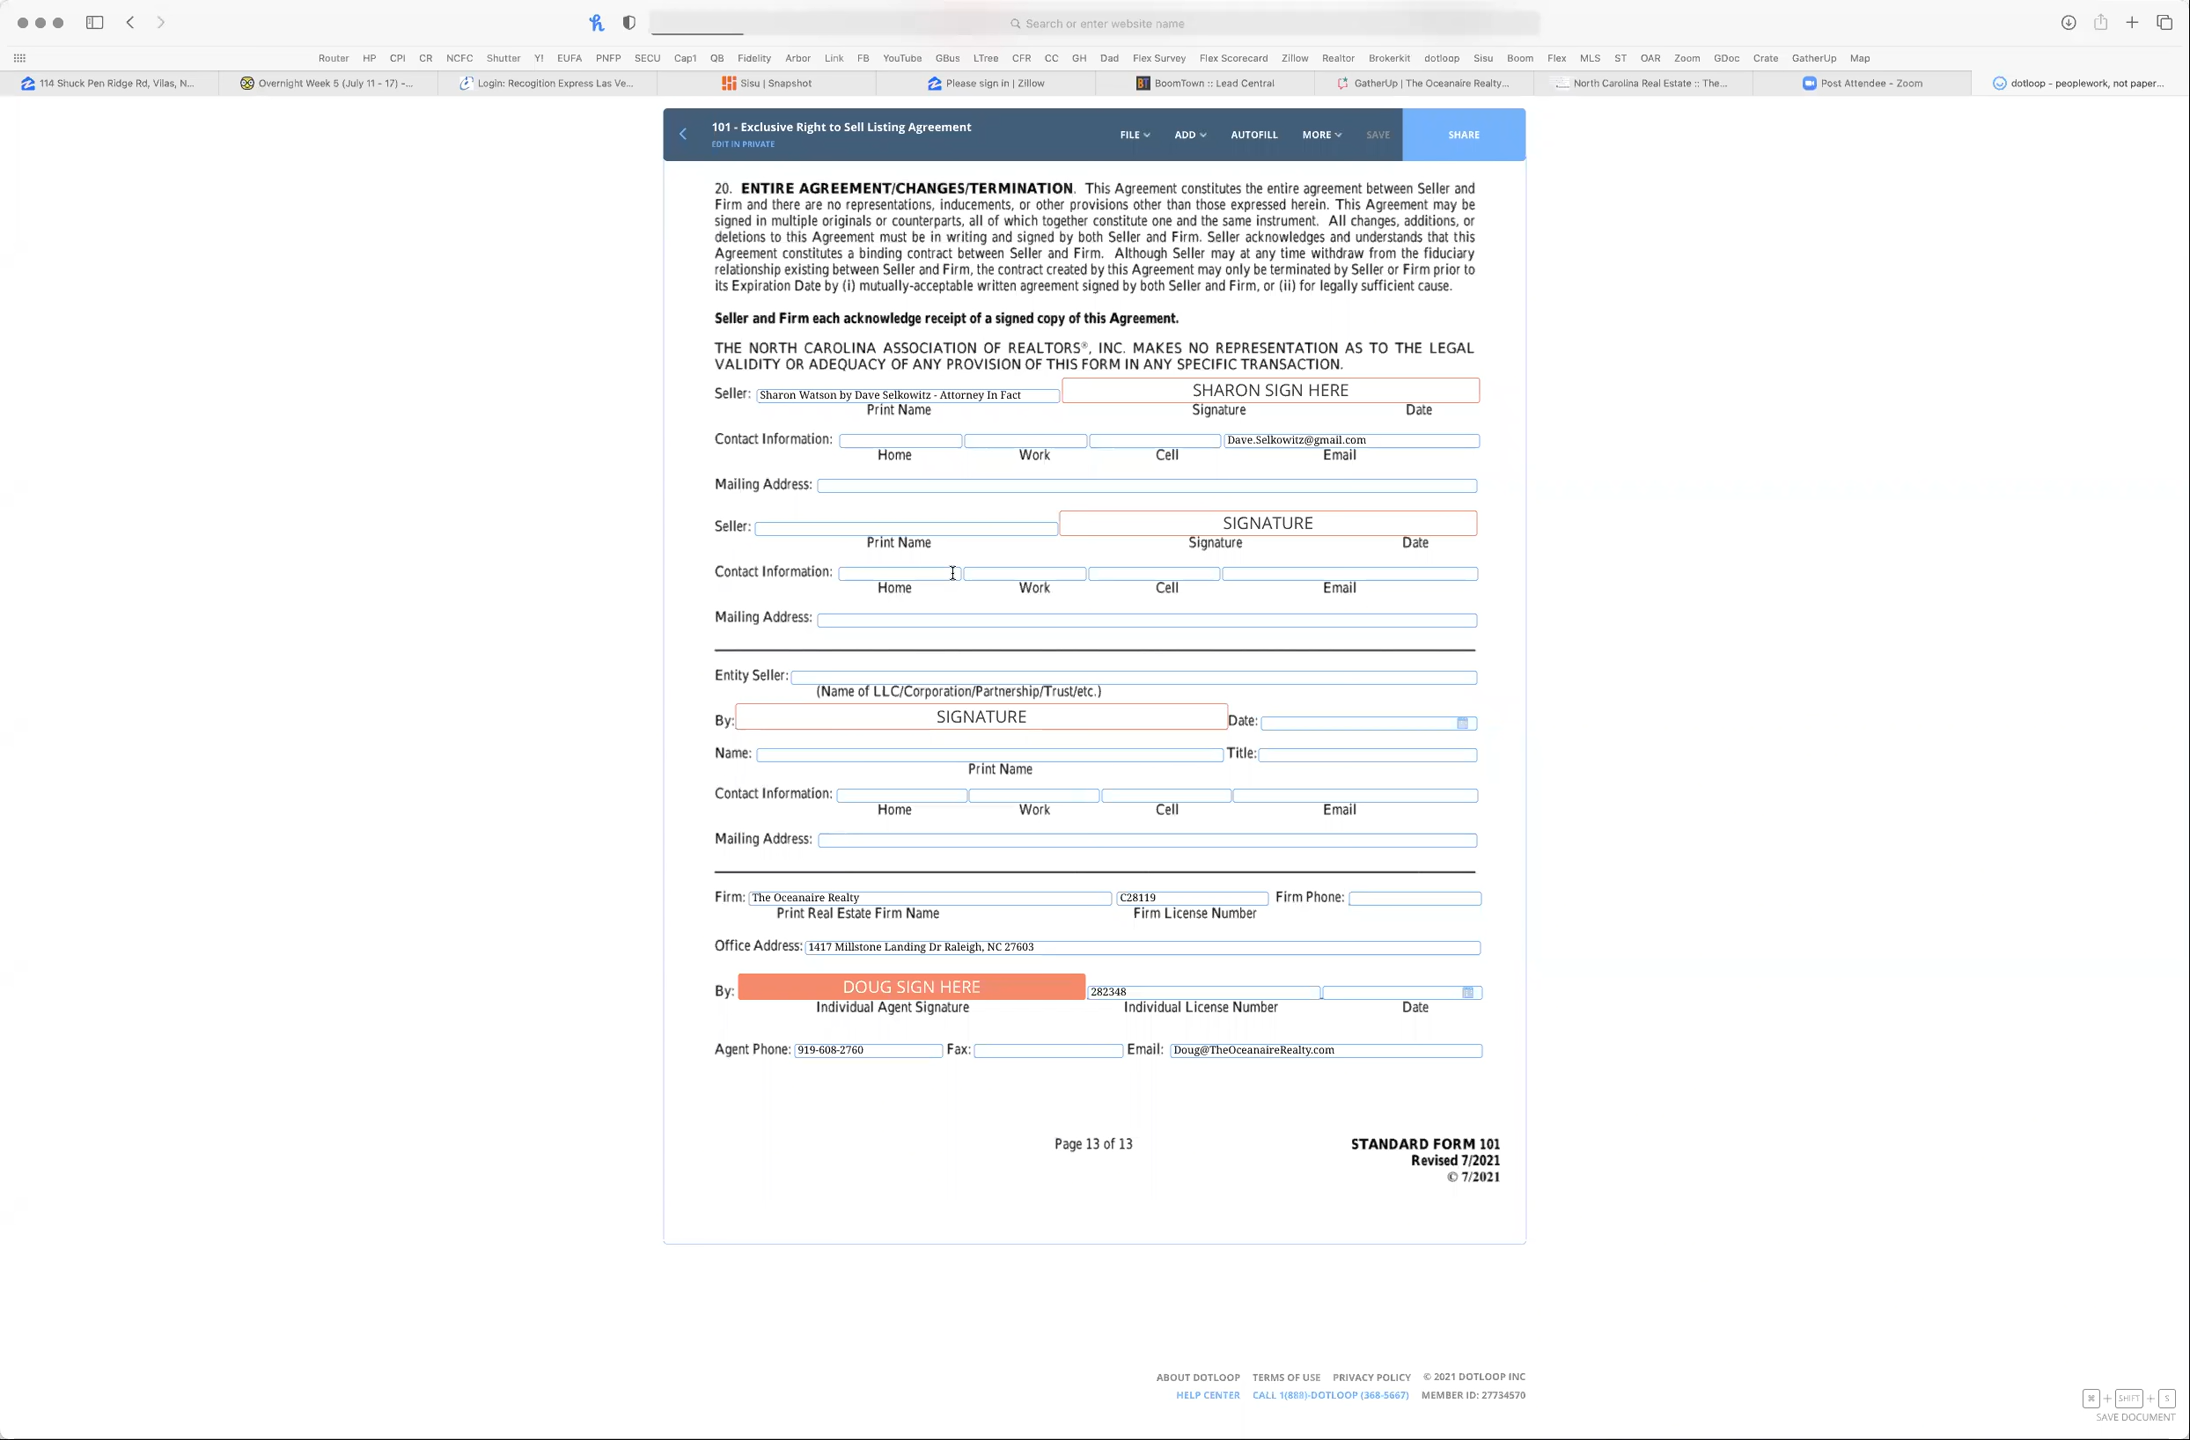 Search or enter website name
Router HP CPI CR NCFC Shutter Y! EUFA PNFP SECU Cap1 QB Fidelity Arbor Link FB YouTube GBus LTree CFR CC GH Dad Flex Survey Flex Scorecard Zillow Realtor Brokerkit dotloop Sisu Boom Flex MLS ST OAR Zoom GDoc Crate GatherUp Map
114 Shuck Pen Ridge Rd, Vilas, N... Overnight Week 5 (July 11 - 17) -... Login: Recogition Express Las Ve... Sisu | Snapshot Please sign in | Zillow BoomTown :: Lead Central GatherUp | The Oceanaire Realty... North Carolina Real Estate :: The... Post Attendee - Zoom dotloop - peoplework, not paper...
101 - Exclusive Right to Sell Listing Agreement
EDIT IN PRIVATE
FILE ADD AUTOFILL MORE SAVE SHARE
20. ENTIRE AGREEMENT/CHANGES/TERMINATION. This Agreement constitutes the entire agreement between Seller and
Firm and there are no representations, inducements, or other provisions other than those expressed herein. This Agreement may be
signed in multiple originals or counterparts, all of which together constitute one and the same instrument. All changes, additions, or
deletions to this Agreement must be in writing and signed by both Seller and Firm. Seller acknowledges and understands that this
Agreement constitutes a binding contract between Seller and Firm. Although Seller may at any time withdraw from the fiduciary
relationship existing between Seller and Firm, the contract created by this Agreement may only be terminated by Seller or Firm prior to
its Expiration Date by (i) mutually-acceptable written agreement signed by both Seller and Firm, or (ii) for legally sufficient cause.
Seller and Firm each acknowledge receipt of a signed copy of this Agreement.
THE NORTH CAROLINA ASSOCIATION OF REALTORS®, INC. MAKES NO REPRESENTATION AS TO THE LEGAL
VALIDITY OR ADEQUACY OF ANY PROVISION OF THIS FORM IN ANY SPECIFIC TRANSACTION.
Seller: Sharon Watson by Dave Selkowitz - Attorney In Fact SHARON SIGN HERE
Print Name Signature Date
Contact Information: Dave.Selkowitz@gmail.com
Home Work Cell Email
Mailing Address:
Seller: SIGNATURE
Print Name Signature Date
Contact Information:
Home Work Cell Email
Mailing Address:
Entity Seller:
(Name of LLC/Corporation/Partnership/Trust/etc.)
By: SIGNATURE Date:
Name: Title:
Print Name
Contact Information:
Home Work Cell Email
Mailing Address:
Firm: The Oceanaire Realty C28119 Firm Phone:
Print Real Estate Firm Name Firm License Number
Office Address: 1417 Millstone Landing Dr Raleigh, NC 27603
By: DOUG SIGN HERE 282348
Individual Agent Signature Individual License Number Date
Agent Phone: 919-608-2760 Fax: Email: Doug@TheOceanaireRealty.com
Page 13 of 13
STANDARD FORM 101
Revised 7/2021
© 7/2021
ABOUT DOTLOOP TERMS OF USE PRIVACY POLICY © 2021 DOTLOOP INC
HELP CENTER CALL 1(888)-DOTLOOP (368-5667) MEMBER ID: 27734570
⌘ + SHIFT + S
SAVE DOCUMENT